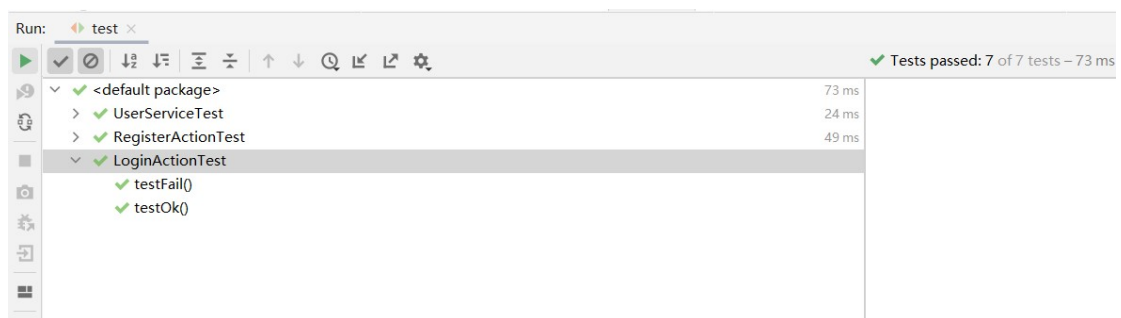 Run: test
Tests passed: 7 of 7 tests – 73 ms
<default package> 73 ms
UserServiceTest 24 ms
RegisterActionTest 49 ms
LoginActionTest
testFail()
testOk()